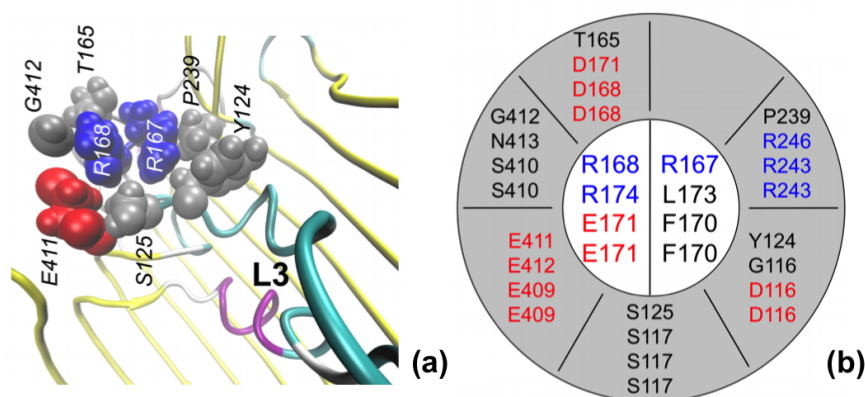 G412
T165
P239
Y124
R168
R167
E411
S125
L3
(a)
T165
D171
D168
D168
G412
N413
S410
S410
P239
R246
R243
R243
R168
R174
E171
E171
R167
L173
F170
F170
E411
E412
E409
E409
Y124
G116
D116
D116
S125
S117
S117
S117
(b)